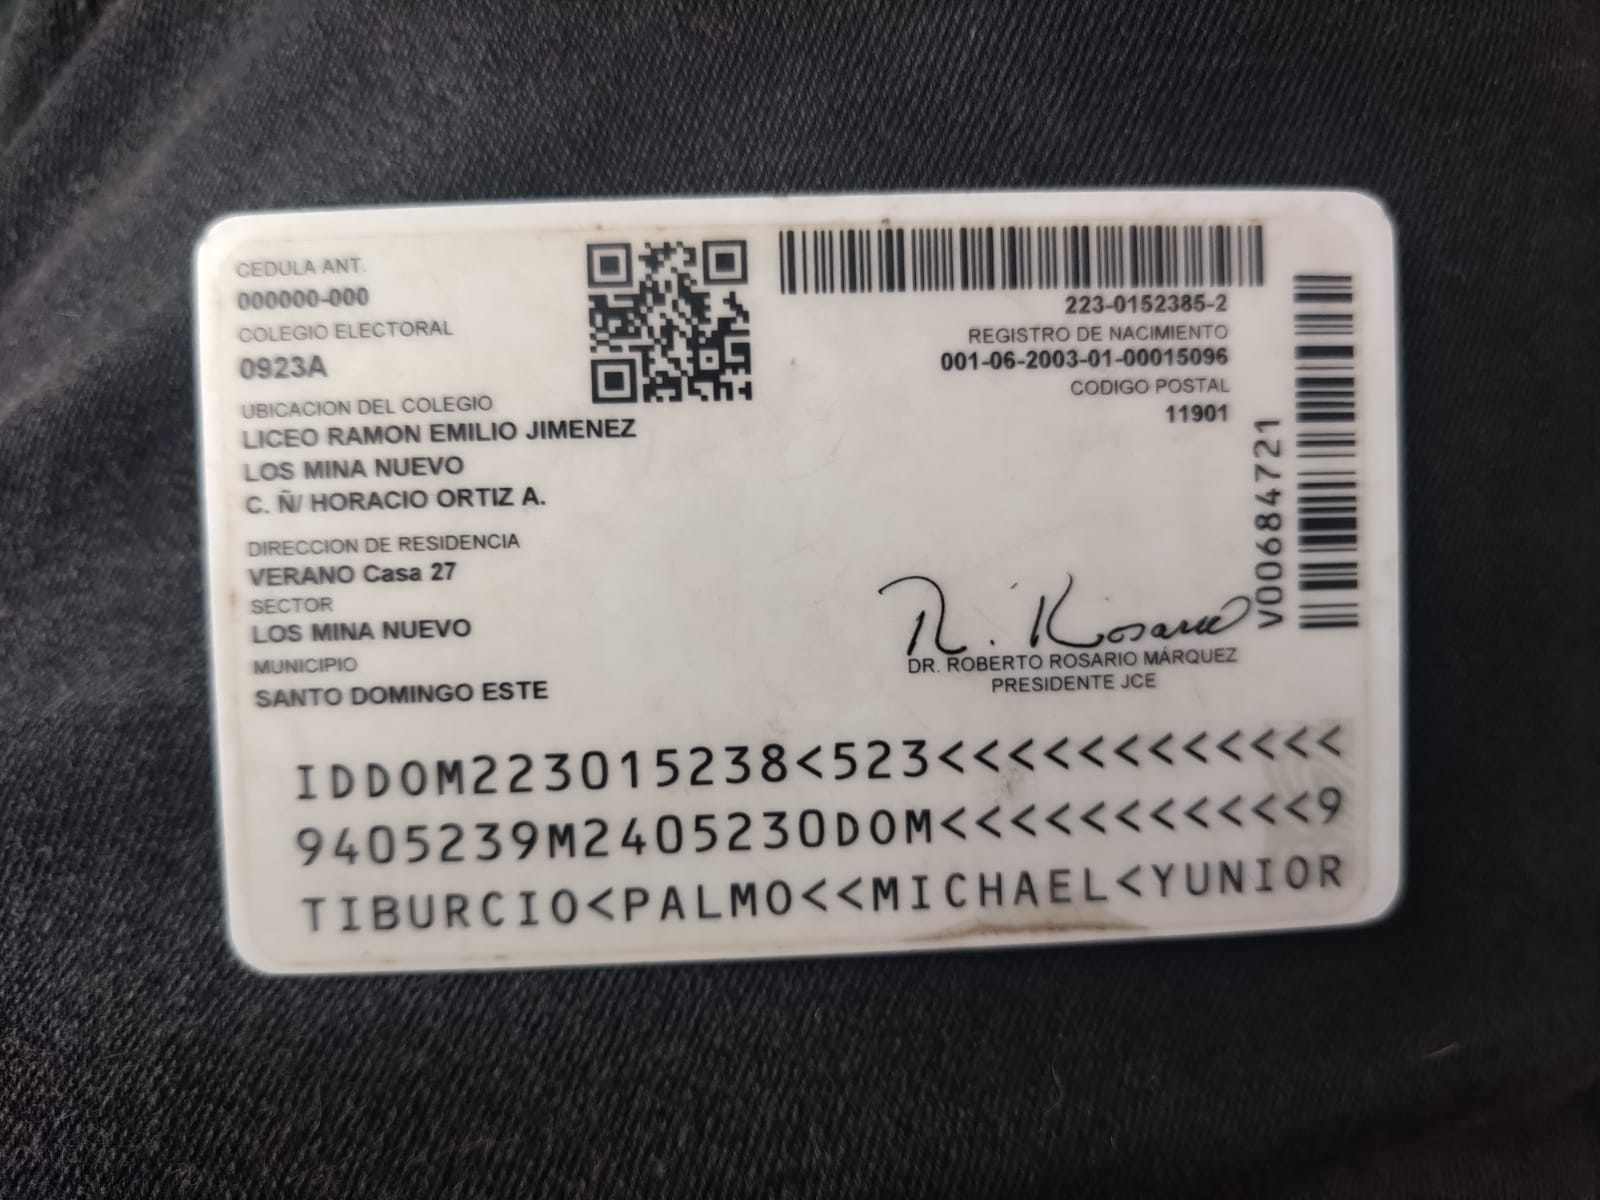 CEDULA ANT.
000000-000
COLEGIO ELECTORAL
0923A
UBICACION DEL COLEGIO
LICEO RAMON EMILIO JIMENEZ
LOS MINA NUEVO
C. Ñ/ HORACIO ORTIZ A.
DIRECCION DE RESIDENCIA
VERANO Casa 27
SECTOR
LOS MINA NUEVO
MUNICIPIO
SANTO DOMINGO ESTE
223-0152385-2
REGISTRO DE NACIMIENTO
001-06-2003-01-00015096
CODIGO POSTAL
11901
V00684721
R. Rosario
DR. ROBERTO ROSARIO MÁRQUEZ
PRESIDENTE JCE
IDDOM223015238<523<<<<<<<<<<<<
9405239M2405230DOM<<<<<<<<<<<9
TIBURCIO<PALMO<<MICHAEL<YUNIOR